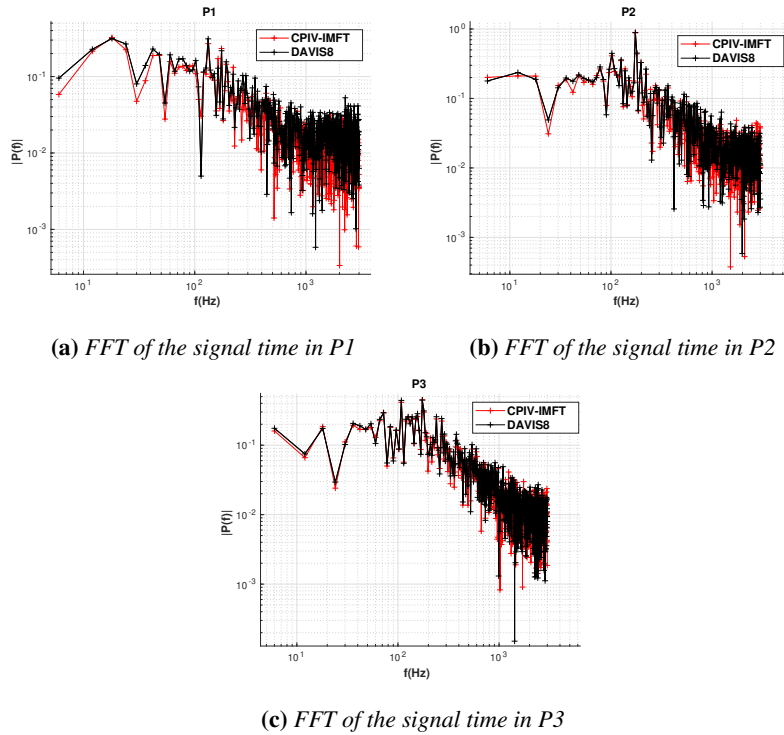 P1
CPIV-IMFT
DAVIS8
|P(f)|
10^-1
10^-2
10^-3
10^1
10^2
10^3
f(Hz)
(a) FFT of the signal time in P1
P2
CPIV-IMFT
DAVIS8
|P(f)|
10^0
10^-1
10^-2
10^-3
10^1
10^2
10^3
f(Hz)
(b) FFT of the signal time in P2
P3
CPIV-IMFT
DAVIS8
|P(f)|
10^-1
10^-2
10^-3
10^1
10^2
10^3
f(Hz)
(c) FFT of the signal time in P3